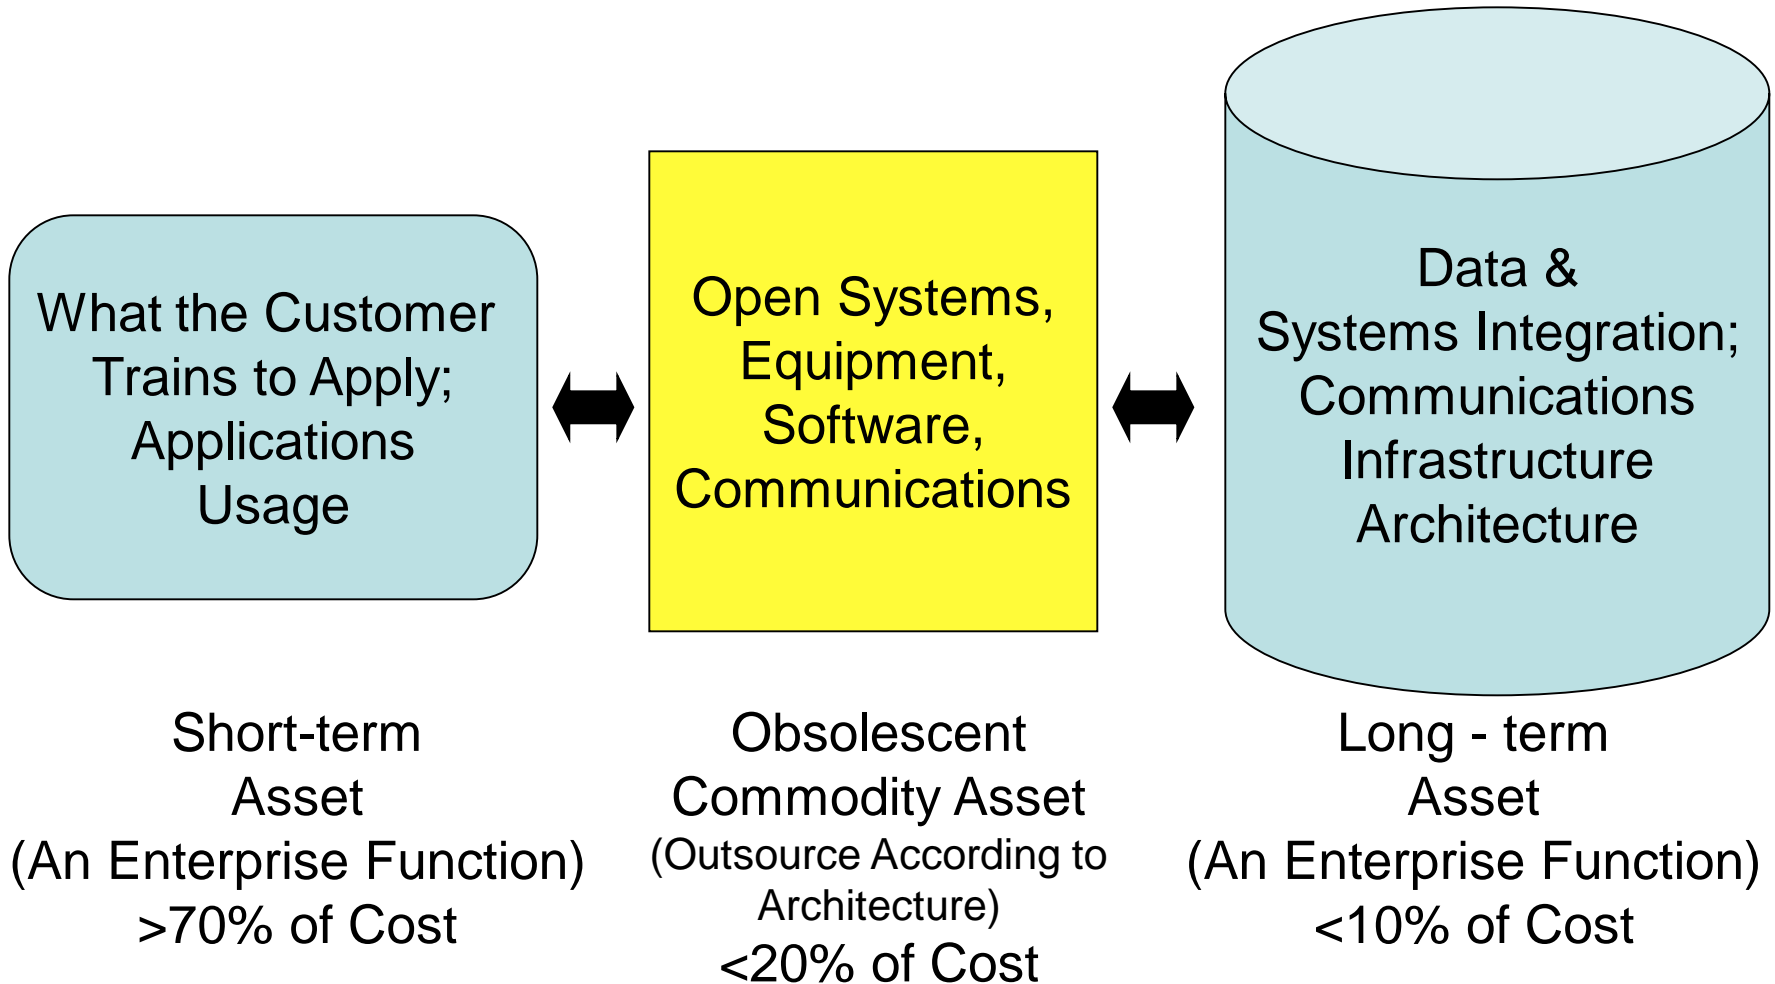 What the Customer
Trains to Apply;
Applications
Usage
Open Systems,
Equipment,
Software,
Communications
Data &
Systems Integration;
Communications
Infrastructure
Architecture
Short-term
Asset
(An Enterprise Function)
>70% of Cost
Obsolescent
Commodity Asset
(Outsource According to
Architecture)
<20% of Cost
Long - term
Asset
(An Enterprise Function)
<10% of Cost